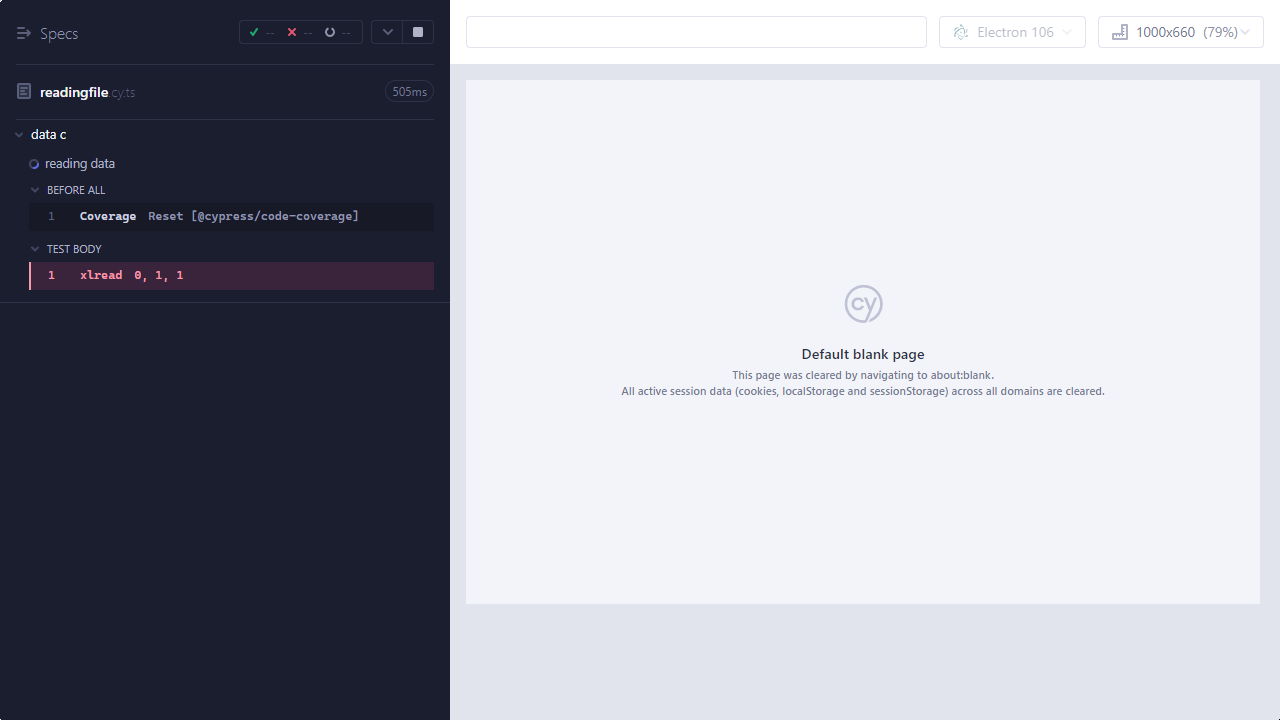 Specs
-- -- --
readingfile.cy.ts
505ms
data c
reading data
BEFORE ALL
1 Coverage Reset [@cypress/code-coverage]
TEST BODY
1 xlread 0, 1, 1
Electron 106
1000x660 (79%)
cy
Default blank page
This page was cleared by navigating to about:blank.
All active session data (cookies, localStorage and sessionStorage) across all domains are cleared.